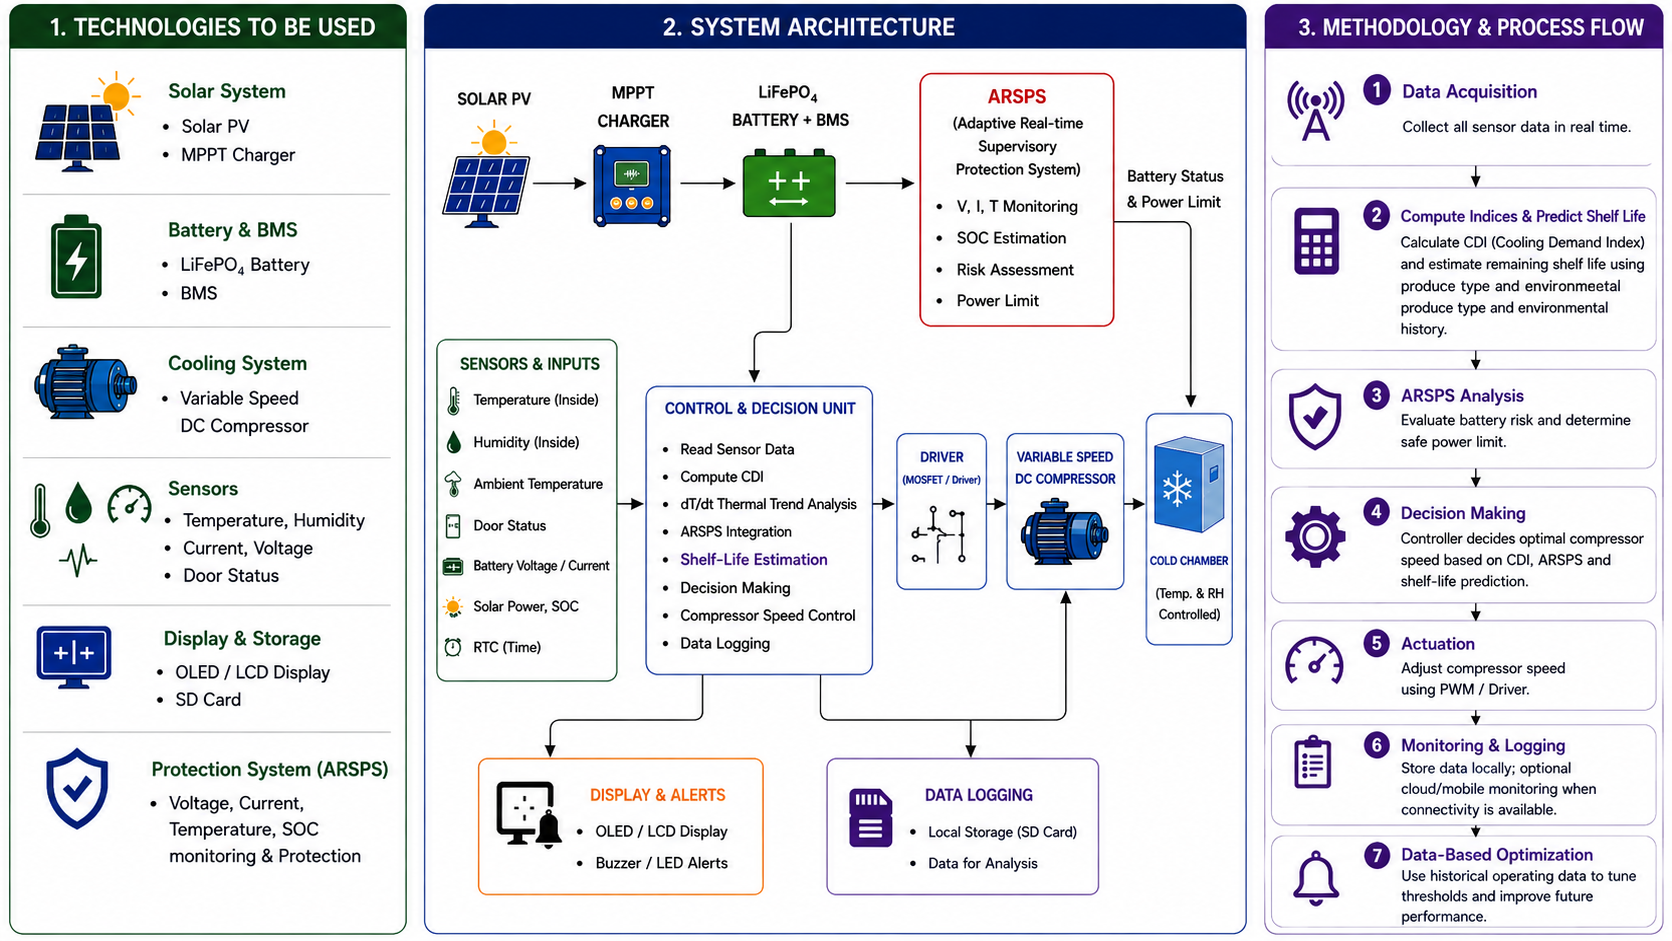 1. TECHNOLOGIES TO BE USED
Solar System
• Solar PV
• MPPT Charger
Battery & BMS
• LiFePO₄ Battery
• BMS
Cooling System
• Variable Speed
DC Compressor
Sensors
• Temperature, Humidity
• Current, Voltage
• Door Status
Display & Storage
• OLED / LCD Display
• SD Card
Protection System (ARSPS)
• Voltage, Current,
Temperature, SOC
monitoring & Protection
2. SYSTEM ARCHITECTURE
SOLAR PV
MPPT
CHARGER
LiFePO₄
BATTERY + BMS
ARSPS
(Adaptive Real-time
Supervisory
Protection System)
• V, I, T Monitoring
• SOC Estimation
• Risk Assessment
• Power Limit
Battery Status
& Power Limit
SENSORS & INPUTS
Temperature (Inside)
Humidity (Inside)
Ambient Temperature
Door Status
Battery Voltage / Current
Solar Power, SOC
RTC (Time)
CONTROL & DECISION UNIT
• Read Sensor Data
• Compute CDI
• dT/dt Thermal Trend Analysis
• ARSPS Integration
• Shelf-Life Estimation
• Decision Making
• Compressor Speed Control
• Data Logging
DRIVER
(MOSFET / Driver)
VARIABLE SPEED
DC COMPRESSOR
COLD CHAMBER
(Temp. & RH
Controlled)
DISPLAY & ALERTS
• OLED / LCD Display
• Buzzer / LED Alerts
DATA LOGGING
• Local Storage (SD Card)
• Data for Analysis
3. METHODOLOGY & PROCESS FLOW
1 Data Acquisition
Collect all sensor data in real time.
2 Compute Indices & Predict Shelf Life
Calculate CDI (Cooling Demand Index)
and estimate remaining shelf life using
produce type and environmeetal
produce type and environmental
history.
3 ARSPS Analysis
Evaluate battery risk and determine
safe power limit.
4 Decision Making
Controller decides optimal compressor
speed based on CDI, ARSPS and
shelf-life prediction.
5 Actuation
Adjust compressor speed
using PWM / Driver.
6 Monitoring & Logging
Store data locally; optional
cloud/mobile monitoring when
connectivity is available.
7 Data-Based Optimization
Use historical operating data to tune
thresholds and improve future
performance.